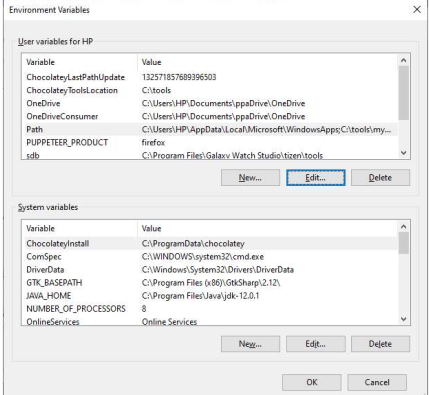 Environment Variables
User variables for HP
Variable Value
ChocolateyLastPathUpdate 132571857689396503
ChocolateyToolsLocation C:\tools
OneDrive C:\Users\HP\Documents\ppaDrive\OneDrive
OneDriveConsumer C:\Users\HP\Documents\ppaDrive\OneDrive
Path C:\Users\HP\AppData\Local\Microsoft\WindowsApps;C:\tools\my...
PUPPETEER_PRODUCT firefox
sdb C:\Program Files\Galaxy Watch Studio\tizen\tools
New... Edit... Delete
System variables
Variable Value
ChocolateyInstall C:\ProgramData\chocolatey
ComSpec C:\WINDOWS\system32\cmd.exe
DriverData C:\Windows\System32\Drivers\DriverData
GTK_BASEPATH C:\Program Files (x86)\GtkSharp\2.12\
JAVA_HOME C:\Program Files\Java\jdk-12.0.1
NUMBER_OF_PROCESSORS 8
OnlineServices Online Services
New... Edit... Delete
OK Cancel